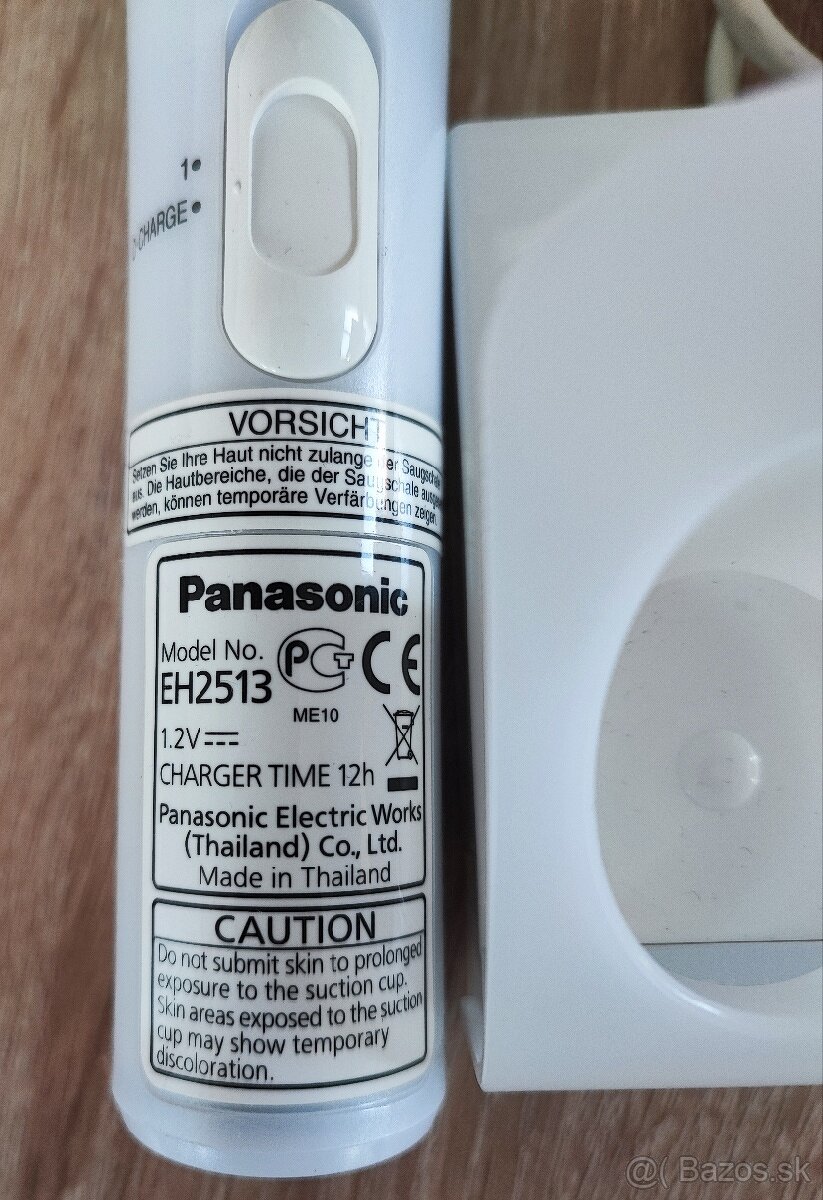 1•
CHARGE•
VORSICHT
Setzen Sie Ihre Haut nicht zulange der Saugschale
aus. Die Hautbereiche, die der Saugschale ausgesetzt
werden, können temporäre Verfärbungen zeigen.
Panasonic
Model No.
EH2513
PCT CE
ME10
1.2V
CHARGER TIME 12h
Panasonic Electric Works
(Thailand) Co., Ltd.
Made in Thailand
CAUTION
Do not submit skin to prolonged
exposure to the suction cup.
Skin areas exposed to the suction
cup may show temporary
discoloration.
@( Bazos.sk